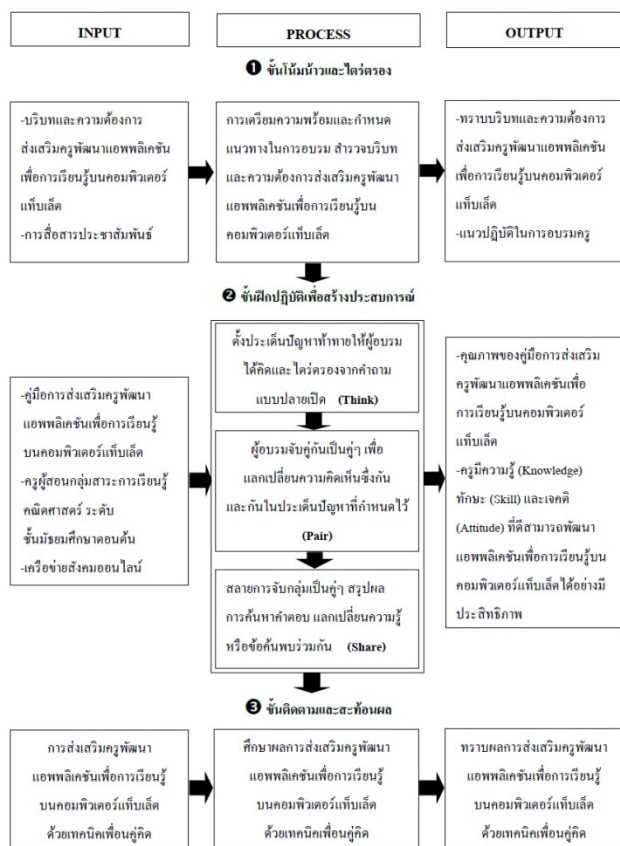 INPUT
PROCESS
OUTPUT
❶ ขั้นโน้มน้าวและไตร่ตรอง
-บริบทและความต้องการ
ส่งเสริมครูพัฒนาแอพพลิเคชัน
เพื่อการเรียนรู้บนคอมพิวเตอร์
แท็บเล็ต
-การสื่อสารประชาสัมพันธ์
การเตรียมความพร้อมและกำหนด
แนวทางในการอบรม สำรวจบริบท
และความต้องการส่งเสริมครูพัฒนา
แอพพลิเคชันเพื่อการเรียนรู้บน
คอมพิวเตอร์แท็บเล็ต
-ทราบบริบทและความต้องการ
ส่งเสริมครูพัฒนาแอพพลิเคชัน
เพื่อการเรียนรู้บนคอมพิวเตอร์
แท็บเล็ต
-แนวปฏิบัติในการอบรมครู
❷ ขั้นฝึกปฏิบัติเพื่อสร้างประสบการณ์
-คู่มือการส่งเสริมครูพัฒนา
แอพพลิเคชันเพื่อการเรียนรู้
บนคอมพิวเตอร์แท็บเล็ต
-ครูผู้สอนกลุ่มสาระการเรียนรู้
คณิตศาสตร์ ระดับ
ชั้นมัธยมศึกษาตอนต้น
-เครือข่ายสังคมออนไลน์
ตั้งประเด็นปัญหาท้าทายให้ผู้อบรม
ได้คิดและไตร่ตรองจากคำถาม
แบบปลายเปิด (Think)
ผู้อบรมจับคู่กันเป็นคู่ๆ เพื่อ
แลกเปลี่ยนความคิดเห็นซึ่งกัน
และกันในประเด็นปัญหาที่กำหนดไว้
(Pair)
สลายการจับกลุ่มเป็นคู่ๆ สรุปผล
การค้นหาคำตอบ แลกเปลี่ยนความรู้
หรือข้อค้นพบร่วมกัน (Share)
-คุณภาพของคู่มือการส่งเสริม
ครูพัฒนาแอพพลิเคชันเพื่อ
การเรียนรู้บนคอมพิวเตอร์
แท็บเล็ต
-ครูมีความรู้ (Knowledge)
ทักษะ (Skill) และเจคติ
(Attitude) ที่ดีสามารถพัฒนา
แอพพลิเคชันเพื่อการเรียนรู้บน
คอมพิวเตอร์แท็บเล็ตได้อย่างมี
ประสิทธิภาพ
❸ ขั้นติดตามและสะท้อนผล
การส่งเสริมครูพัฒนา
แอพพลิเคชันเพื่อการเรียนรู้
บนคอมพิวเตอร์แท็บเล็ต
ด้วยเทคนิคเพื่อนคู่คิด
ศึกษาผลการส่งเสริมครูพัฒนา
แอพพลิเคชันเพื่อการเรียนรู้
บนคอมพิวเตอร์แท็บเล็ต
ด้วยเทคนิคเพื่อนคู่คิด
ทราบผลการส่งเสริมครูพัฒนา
แอพพลิเคชันเพื่อการเรียนรู้
บนคอมพิวเตอร์แท็บเล็ต
ด้วยเทคนิคเพื่อนคู่คิด